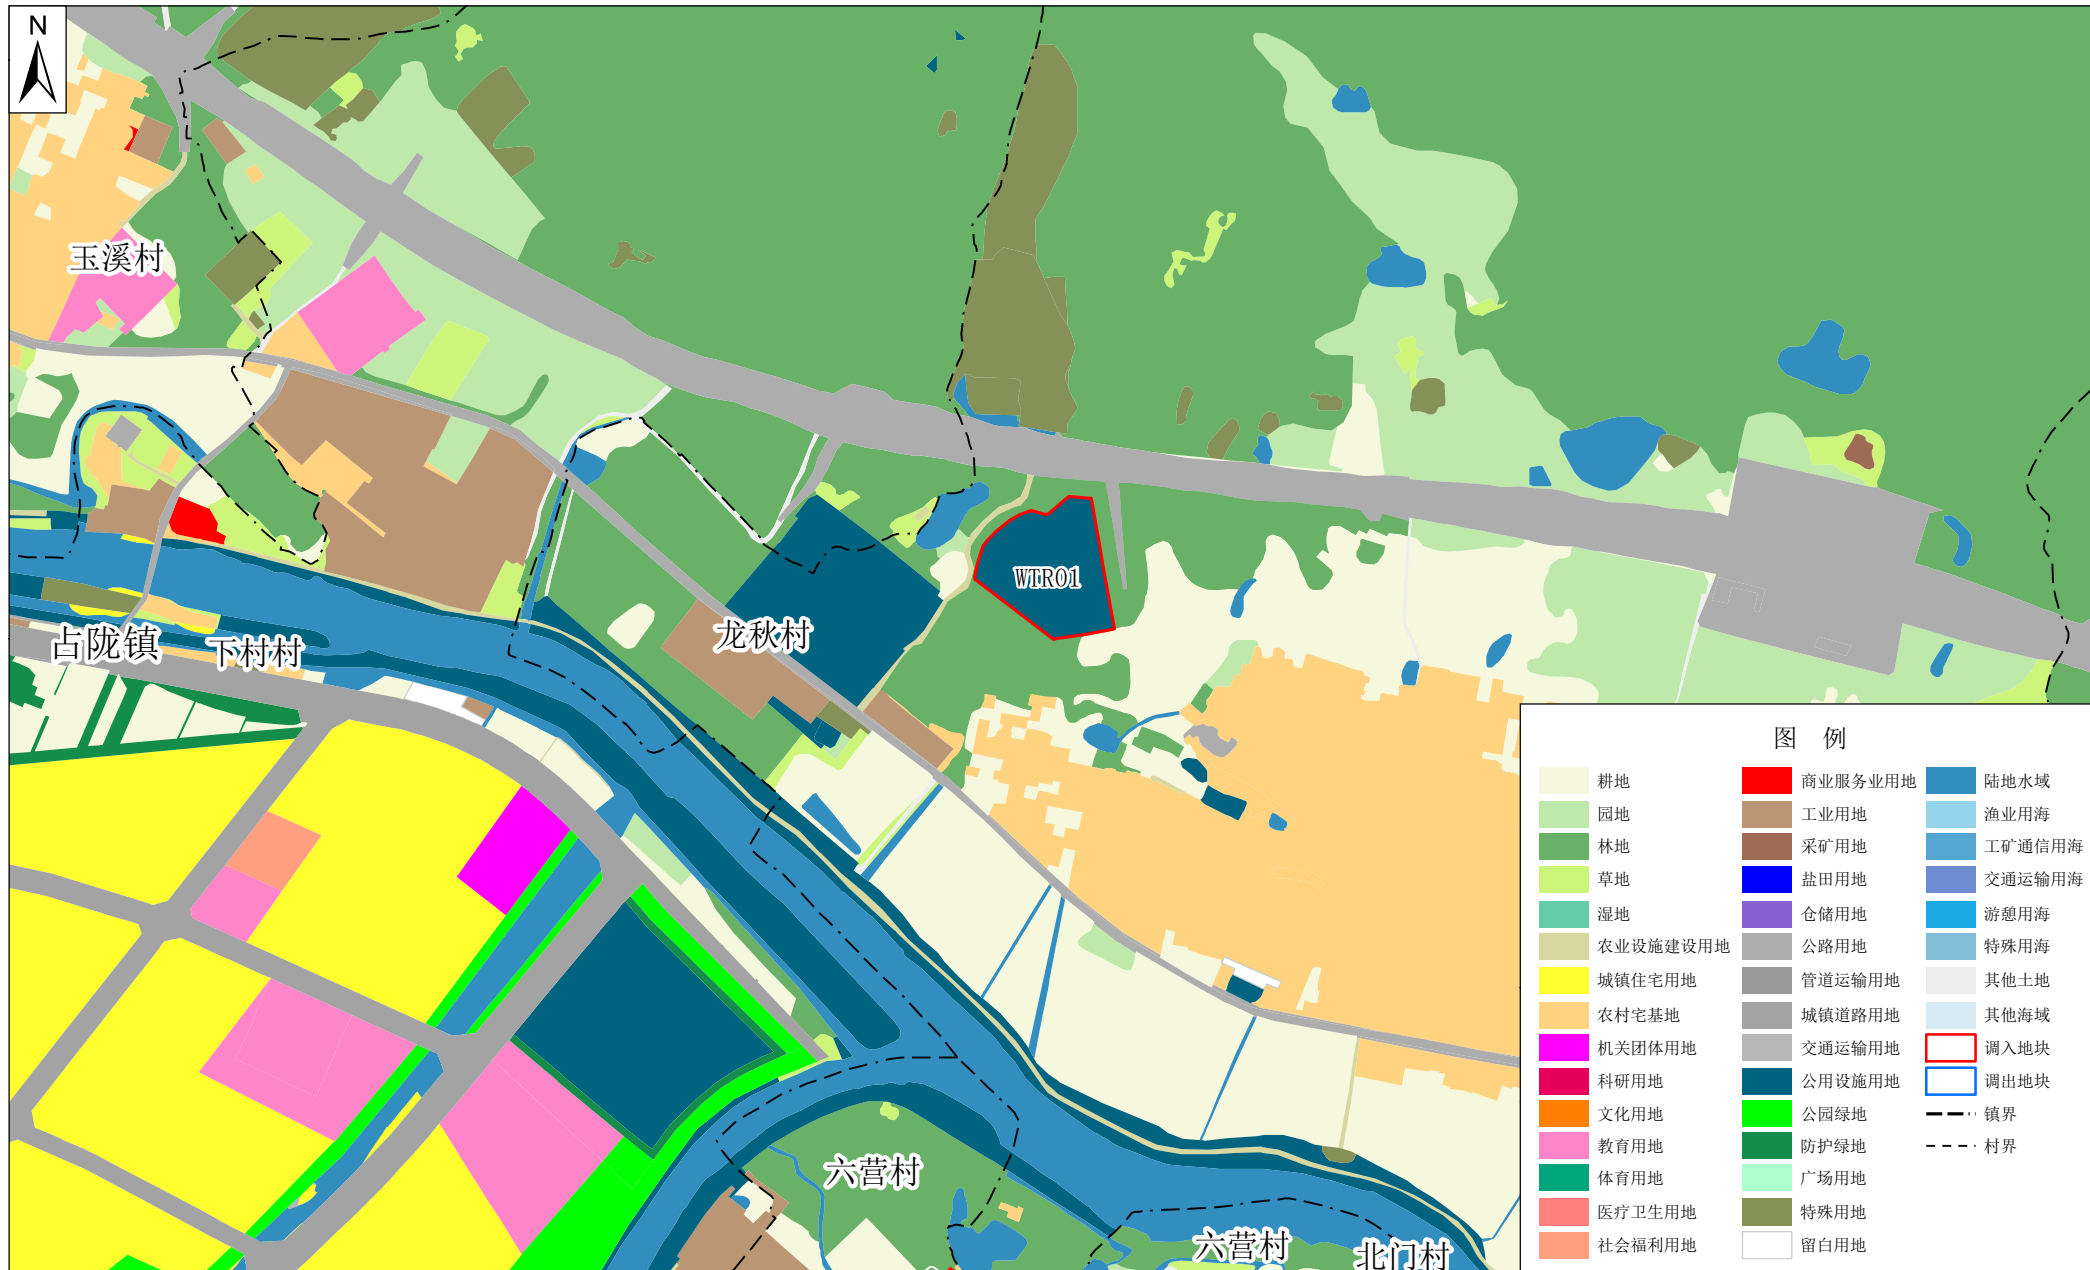 N
玉溪村
WTR01
龙秋村
占陇镇
下村村
六营村
六营村
北门村
图 例
耕地
园地
林地
草地
湿地
农业设施建设用地
城镇住宅用地
农村宅基地
机关团体用地
科研用地
文化用地
教育用地
体育用地
医疗卫生用地
社会福利用地
商业服务业用地
工业用地
采矿用地
盐田用地
仓储用地
公路用地
管道运输用地
城镇道路用地
交通运输用地
公用设施用地
公园绿地
防护绿地
广场用地
特殊用地
留白用地
陆地水域
渔业用海
工矿通信用海
交通运输用海
游憩用海
特殊用海
其他土地
其他海域
调入地块
调出地块
镇界
村界